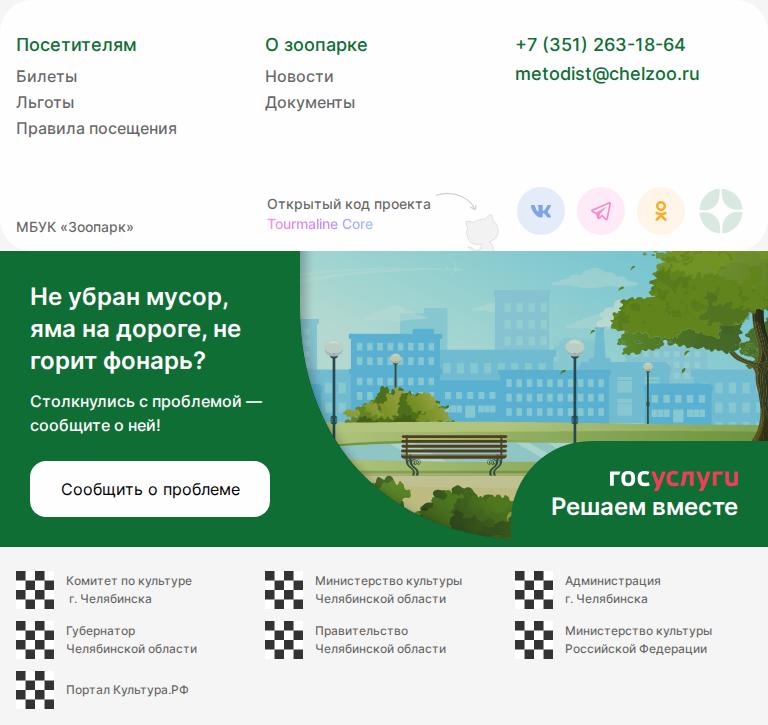 Посетителям
Билеты
Льготы
Правила посещения
О зоопарке
Новости
Документы
+7 (351) 263-18-64
metodist@chelzoo.ru
МБУК «Зоопарк»
Открытый код проекта
Tourmaline Core
Не убран мусор,
яма на дороге, не
горит фонарь?
Столкнулись с проблемой —
сообщите о ней!
Сообщить о проблеме
госуслуги
Решаем вместе
Комитет по культуре
г. Челябинска
Министерство культуры
Челябинской области
Администрация
г. Челябинска
Губернатор
Челябинской области
Правительство
Челябинской области
Министерство культуры
Российской Федерации
Портал Культура.РФ